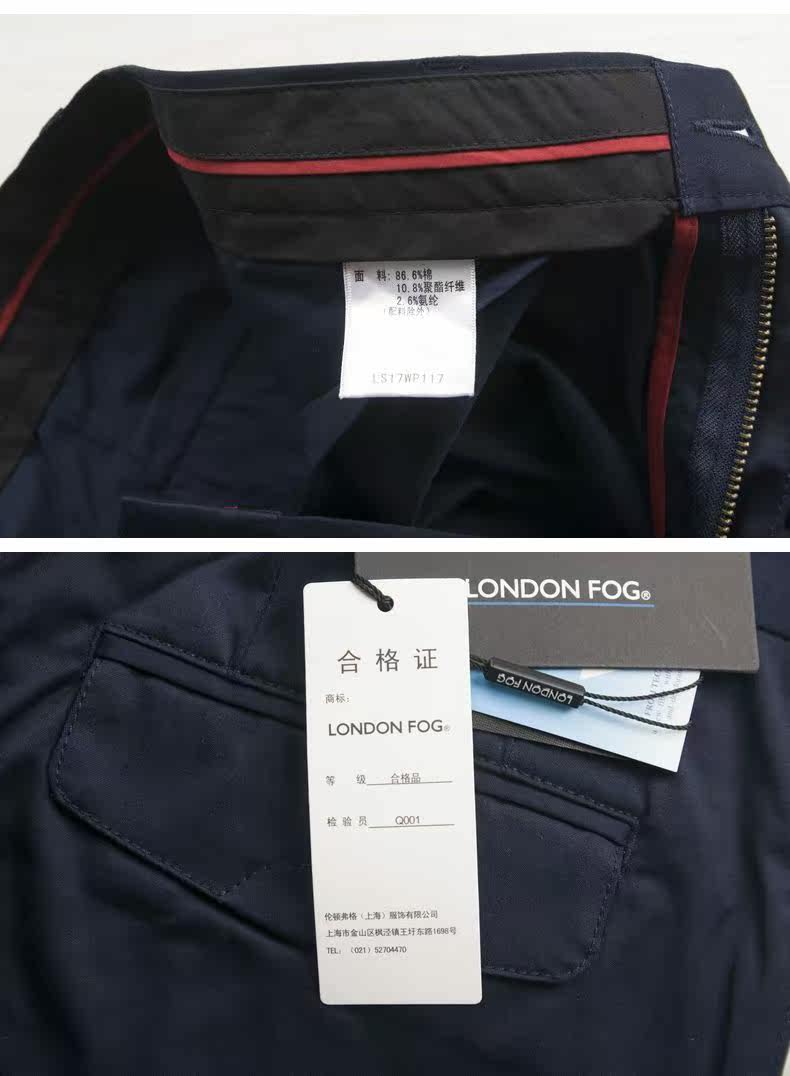 面 料: 86.6%棉
10.8%聚酯纤维
2.6%氨纶
(配料除外)
LS17WP117
LONDON FOG®
合格证
商标:
LONDON FOG®
LONDON FOG
等 级 合格品
检验员 Q001
伦顿弗格（上海）服饰有限公司
上海市金山区枫泾镇王圩东路1698号
TEL: （021）52704470